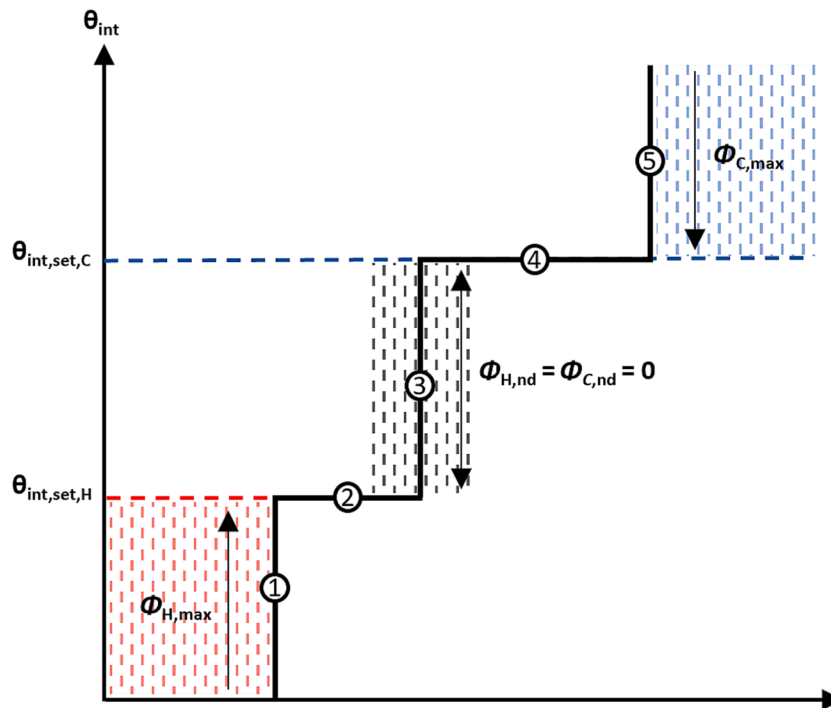 θint
5
ΦC,max
θint,set,C
4
3
ΦH,nd = ΦC,nd = 0
θint,set,H
2
1
ΦH,max